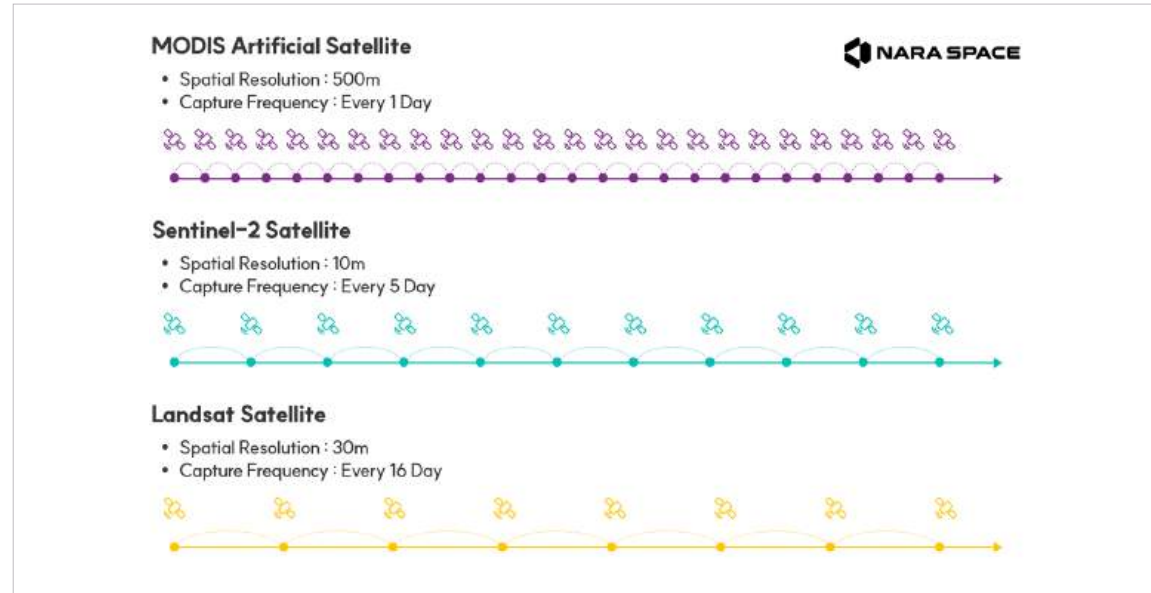 MODIS Artificial Satellite
NARA SPACE
• Spatial Resolution : 500m
• Capture Frequency : Every 1 Day
Sentinel-2 Satellite
• Spatial Resolution : 10m
• Capture Frequency : Every 5 Day
Landsat Satellite
• Spatial Resolution : 30m
• Capture Frequency : Every 16 Day